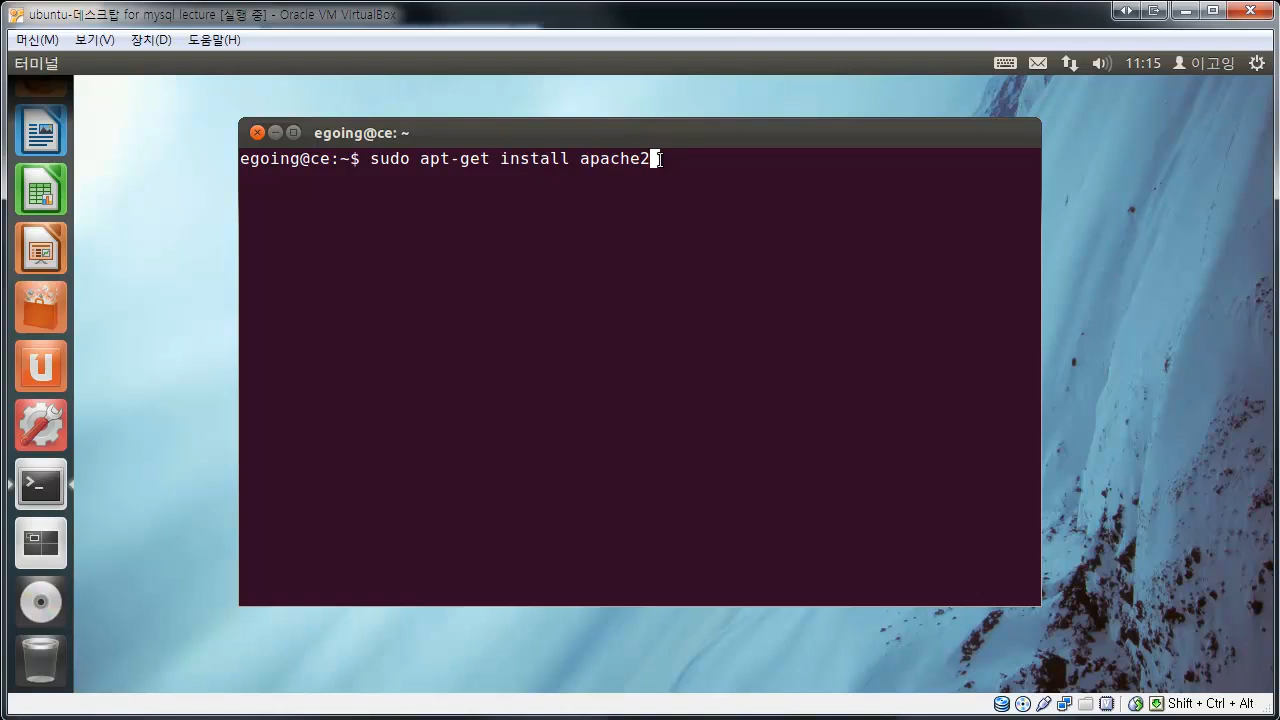 ubuntu-데스크탑 for mysql lecture [실행 중] - Oracle VM VirtualBox
머신(M) 보기(V) 장치(D) 도움말(H)
터미널
11:15 이고잉
egoing@ce: ~
egoing@ce:~$ sudo apt-get install apache2
Shift + Ctrl + Alt